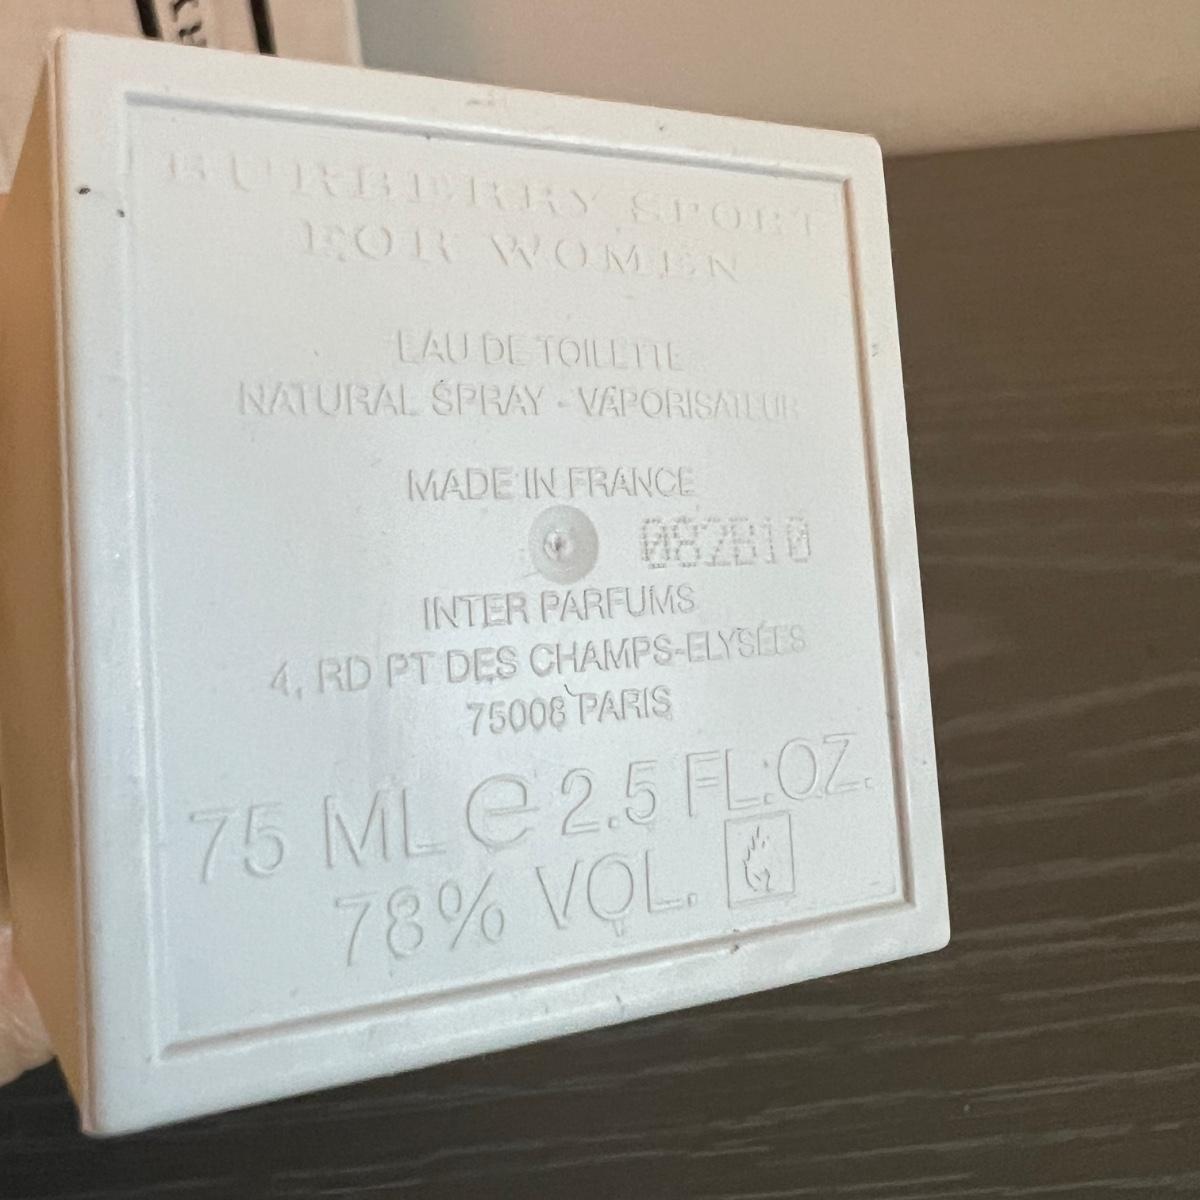 BURBERRY SPORT
FOR WOMEN
EAU DE TOILETTE
NATURAL SPRAY - VAPORISATEUR
MADE IN FRANCE
082B10
INTER PARFUMS
4, RD PT DES CHAMPS-ELYSÉES
75008 PARIS
75 ML e 2.5 FL.OZ.
78% VOL.